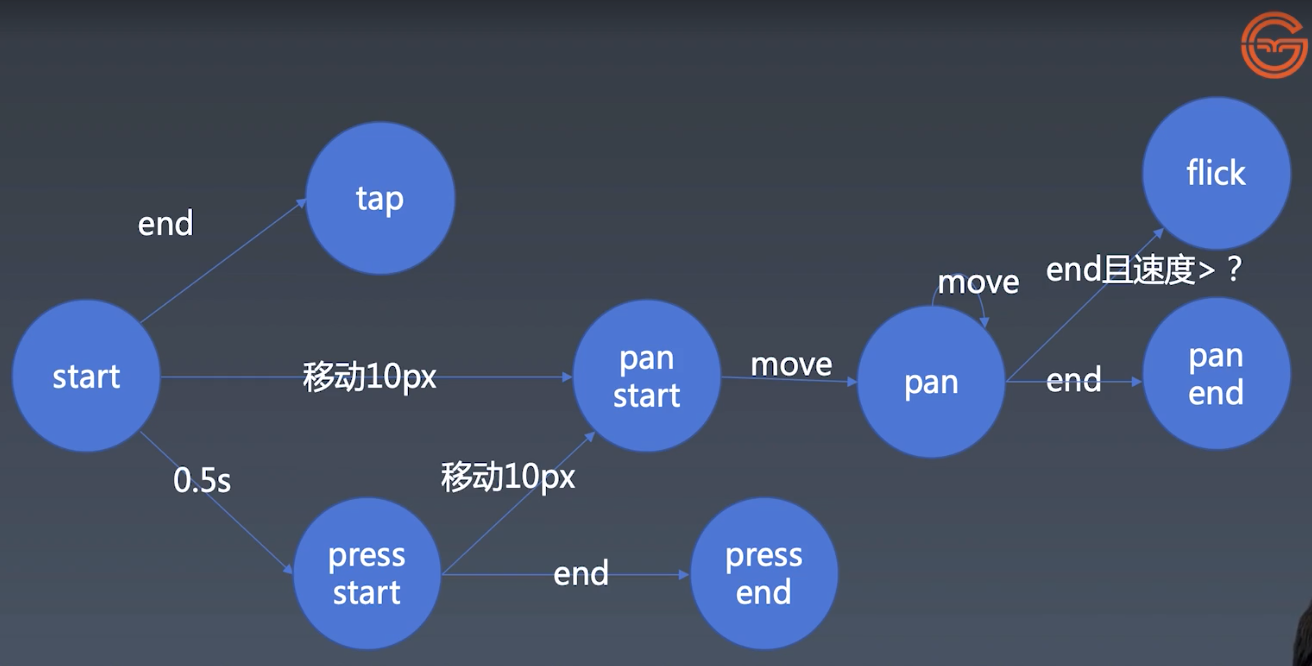 flick
tap
end
end且速度>？
move
pan
start
move
pan
end
start
移动10px
pan
end
0.5s
移动10px
press
start
end
press
end